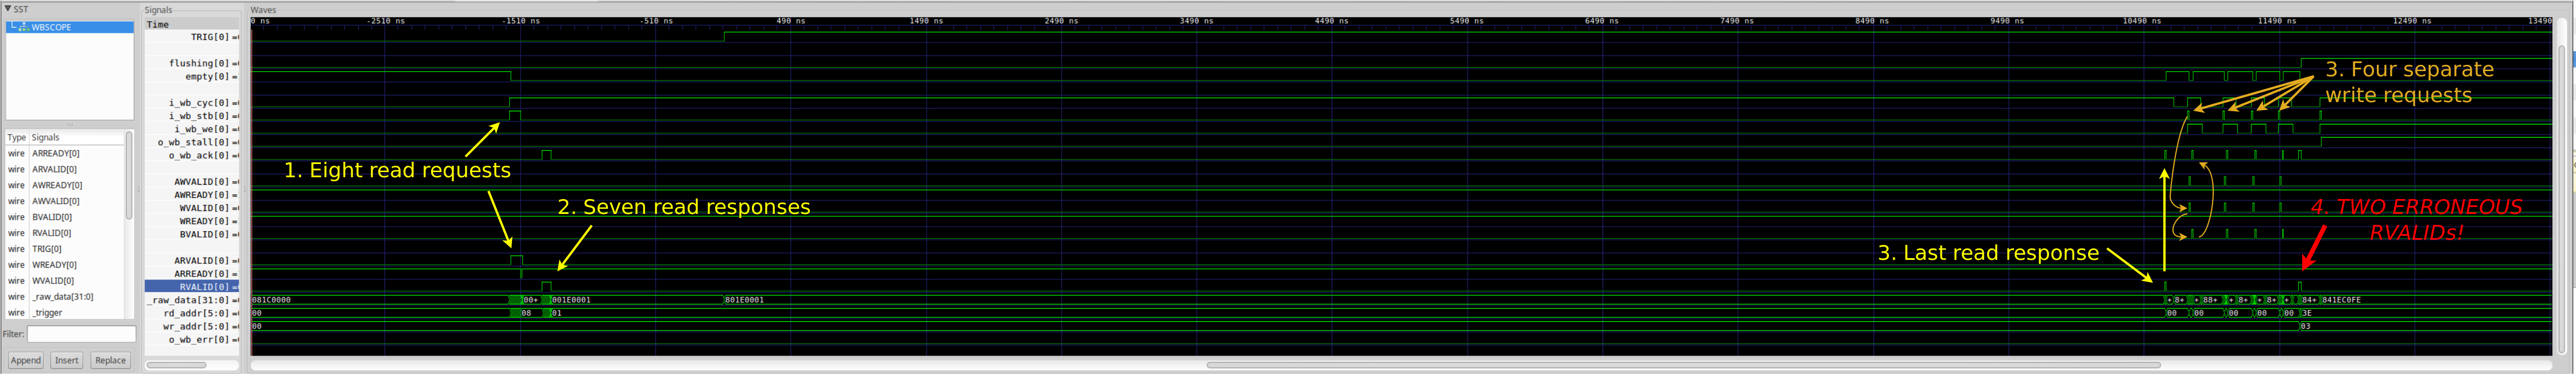 SST
WBSCOPE
Type Signals
wire ARREADY[0]
wire ARVALID[0]
wire AWREADY[0]
wire AWVALID[0]
wire BVALID[0]
wire RVALID[0]
wire TRIG[0]
wire WREADY[0]
wire WVALID[0]
wire _raw_data[31:0]
wire _trigger
Filter:
Append Insert Replace
Signals
Time
TRIG[0]
flushing[0]
empty[0]
i_wb_cyc[0]
i_wb_stb[0]
i_wb_we[0]
o_wb_stall[0]
o_wb_ack[0]
AWVALID[0]
AWREADY[0]
WVALID[0]
WREADY[0]
BVALID[0]
ARVALID[0]
ARREADY[0]
RVALID[0]
_raw_data[31:0]
rd_addr[5:0]
wr_addr[5:0]
o_wb_err[0]
Waves
0 ns -2510 ns -1510 ns -510 ns 490 ns 1490 ns 2490 ns 3490 ns 4490 ns 5490 ns 6490 ns 7490 ns 8490 ns 9490 ns 10490 ns 11490 ns 12490 ns 13490
1. Eight read requests
2. Seven read responses
3. Last read response
3. Four separate
write requests
4. TWO ERRONEOUS
RVALIDs!
081C0000 00+ 001E0001 801E0001 + 8+ + 88+ + 8+ + 8+ + 84+ 841EC0FE
00 08 01 00 00 00 00 00 3E
00 03